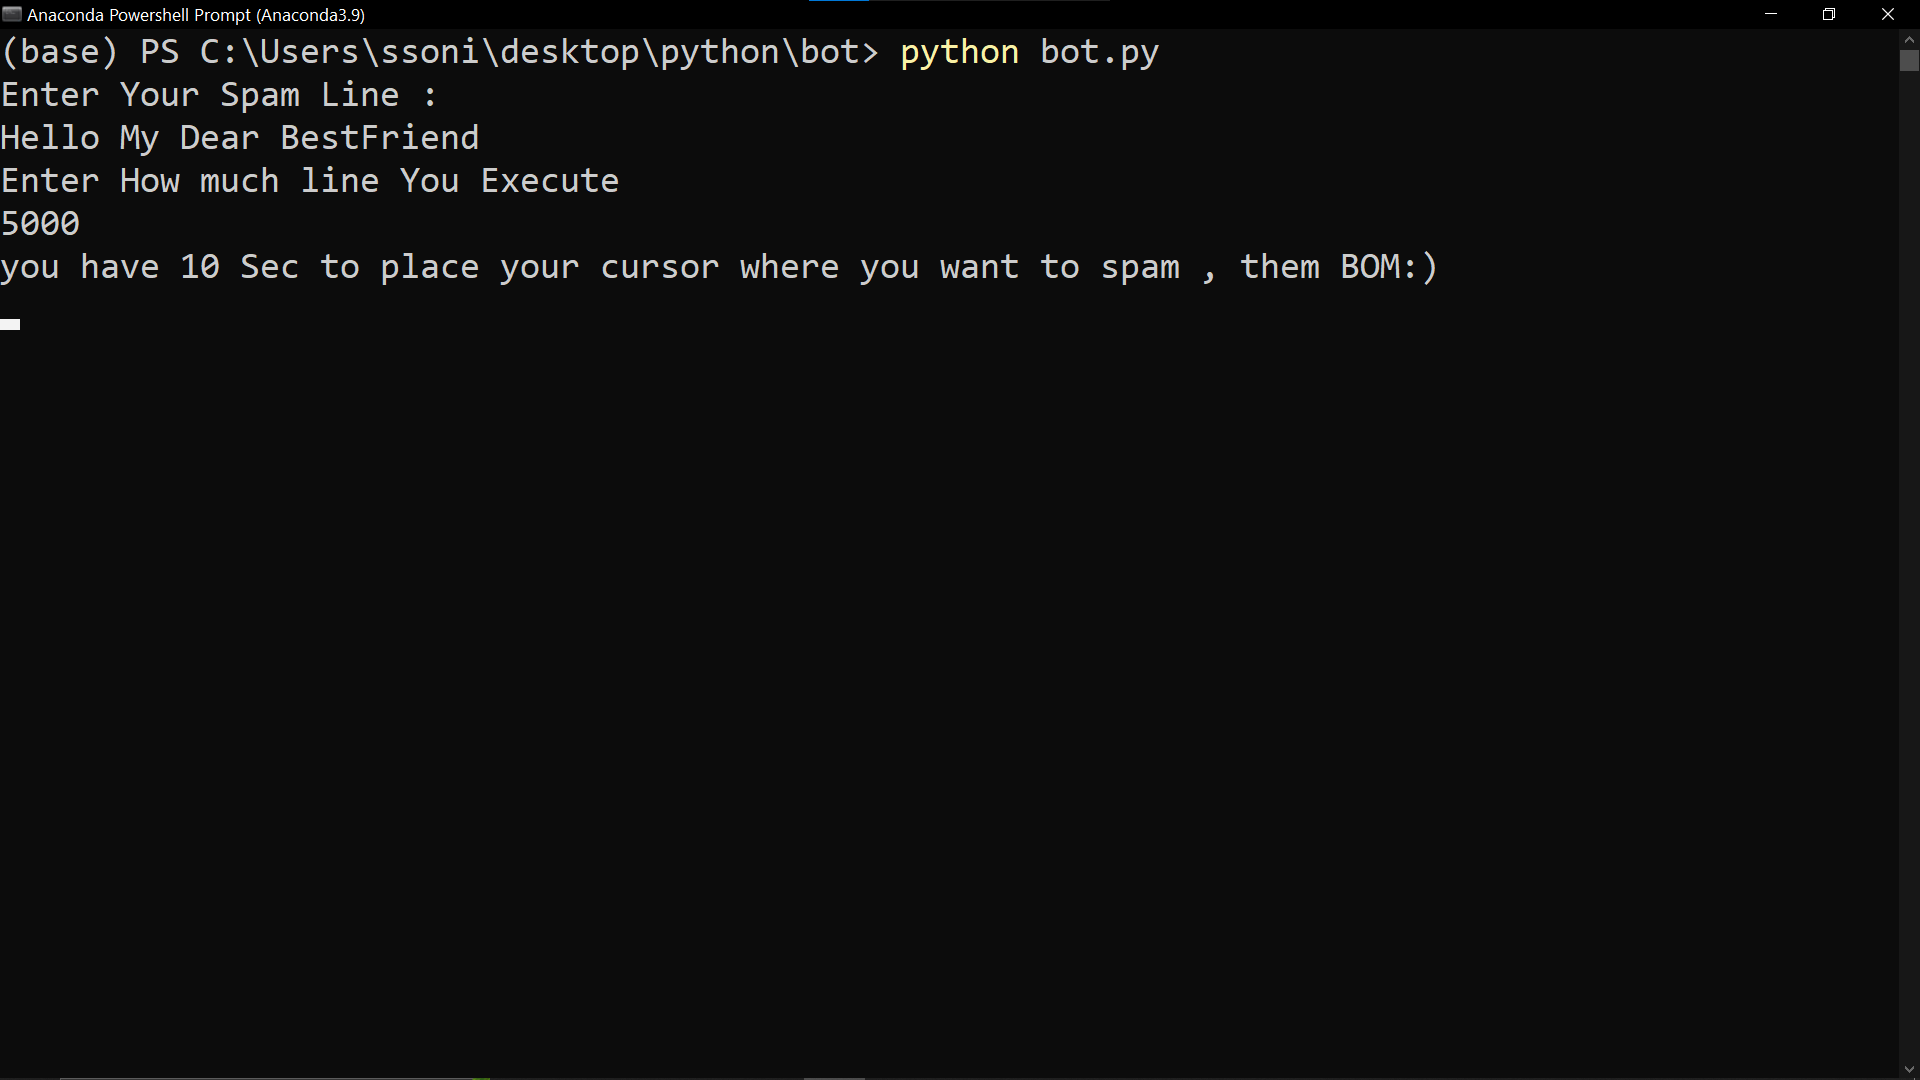 Anaconda Powershell Prompt (Anaconda3.9)
(base) PS C:\Users\ssoni\desktop\python\bot> python bot.py
Enter Your Spam Line :
Hello My Dear BestFriend
Enter How much line You Execute
5000
you have 10 Sec to place your cursor where you want to spam , them BOM:)